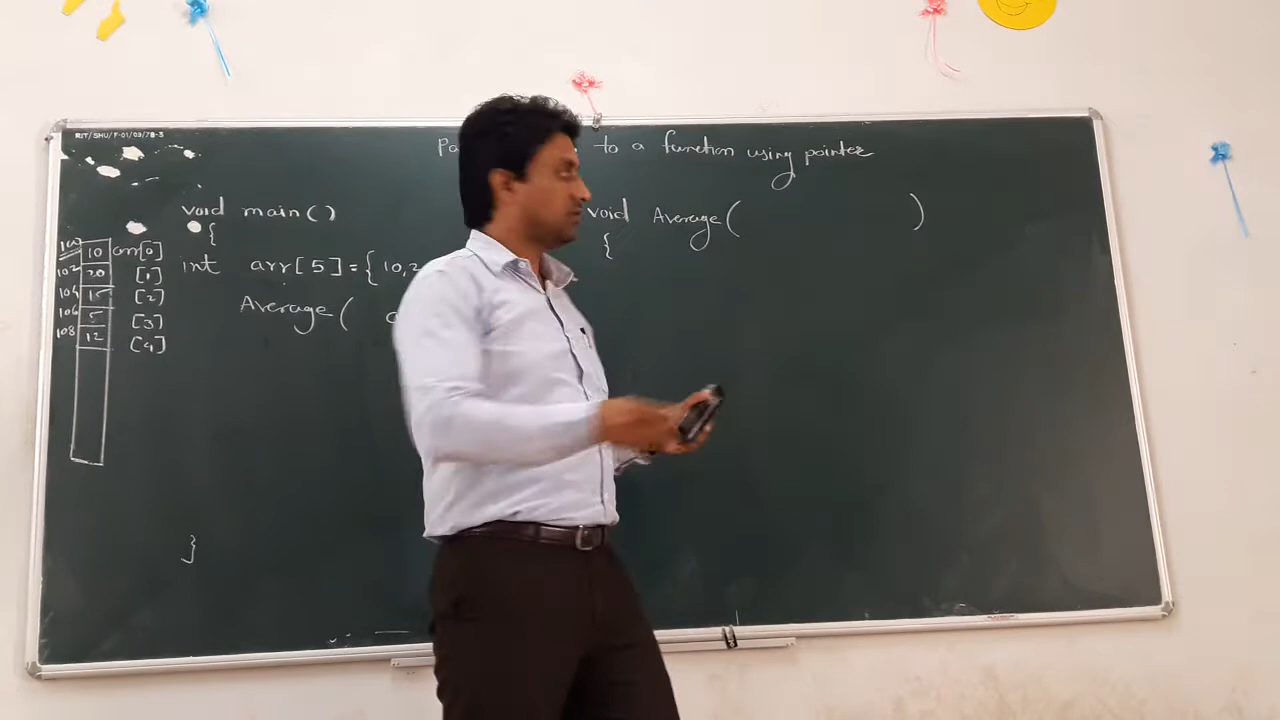 RIT/SHU/F-01/03/78-3
to a function using pointer
void main()
{
100 10 arr[0]
102 20 [1]
104 15 [2]
106 5 [3]
108 12 [4]
int arr[5]={10,2
Average(
}
void Average( )
{